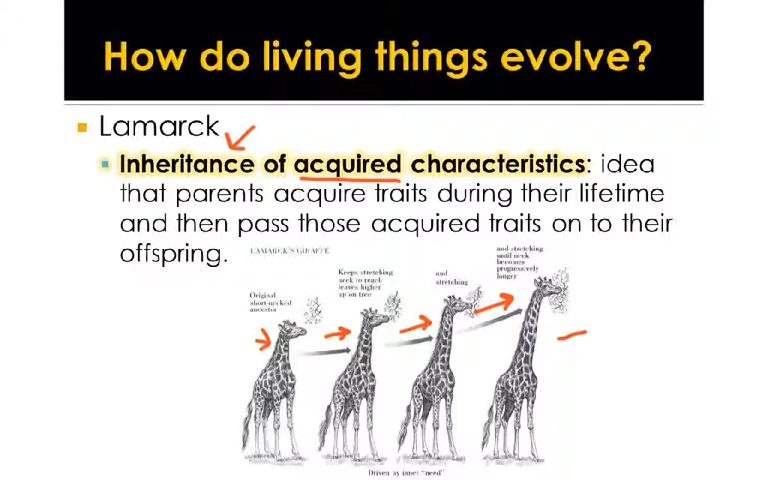 How do living things evolve?
Lamarck
Inheritance of acquired characteristics: idea
that parents acquire traits during their lifetime
and then pass those acquired traits on to their
offspring.
LAMARCK'S GIRAFFE
Original
short-necked
ancestor
Keeps stretching
neck to reach
leaves higher
up on tree
and
stretching
and stretching
until neck
becomes
progressively
longer
Driven by inner "need"